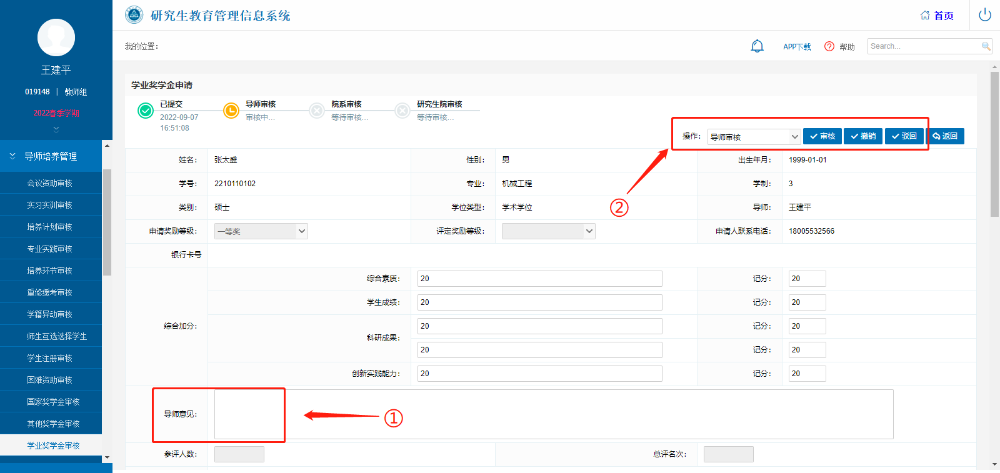 研究生教育管理信息系统
首页
王建平
019148 | 教师组
2022春季学期
我的位置：
APP下载
帮助
Search...
导师培养管理
会议资助审核
实习实训审核
培养计划审核
专业实践审核
培养环节审核
重修缓考审核
学籍异动审核
师生互选选择学生
学生注册审核
困难资助审核
国家奖学金审核
其他奖学金审核
学业奖学金审核
学业奖学金申请
已提交
2022-09-07
16:51:08
导师审核
审核中...
院系审核
等待审核...
研究生院审核
等待审核...
操作： 导师审核 审核 撤销 驳回 返回
②
姓名： 张太盛 性别： 男 出生年月： 1999-01-01
学号： 2210110102 专业： 机械工程 学制： 3
类别： 硕士 学位类型： 学术学位 导师： 王建平
申请奖励等级： 一等奖 评定奖励等级： 申请人联系电话： 18005532566
银行卡号
综合加分：
综合素质： 20 记分： 20
学生成绩： 20 记分： 20
科研成果： 20 记分： 20
20 记分： 20
创新实践能力： 20 记分： 20
导师意见：
①
参评人数： 总评名次：